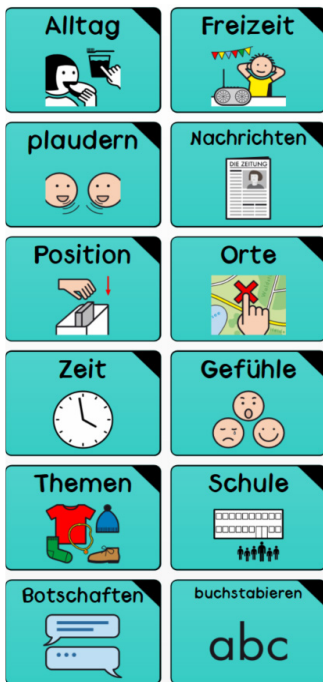 Alltag
Freizeit
plaudern
Nachrichten
DIE ZEITUNG
Position
Orte
Zeit
Gefühle
Themen
Schule
Botschaften
buchstabieren
abc